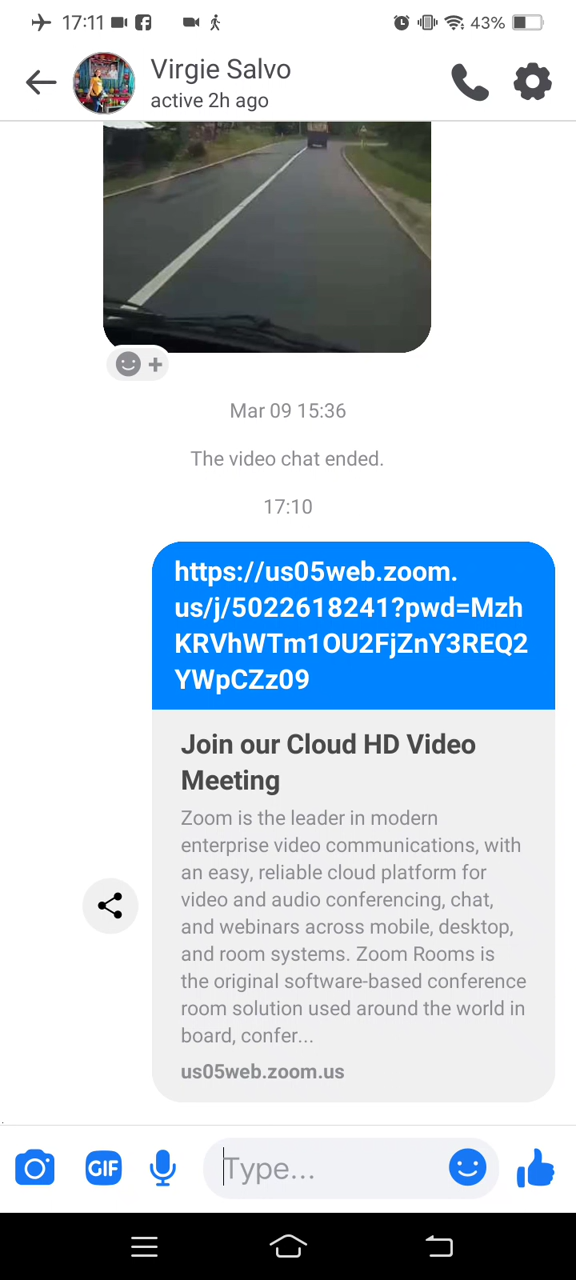 17:11
43%
Virgie Salvo
active 2h ago
Mar 09 15:36
The video chat ended.
17:10
https://us05web.zoom.
us/j/5022618241?pwd=Mzh
KRVhWTm1OU2FjZnY3REQ2
YWpCZz09
Join our Cloud HD Video
Meeting
Zoom is the leader in modern
enterprise video communications, with
an easy, reliable cloud platform for
video and audio conferencing, chat,
and webinars across mobile, desktop,
and room systems. Zoom Rooms is
the original software-based conference
room solution used around the world in
board, confer...
us05web.zoom.us
GIF
Type...